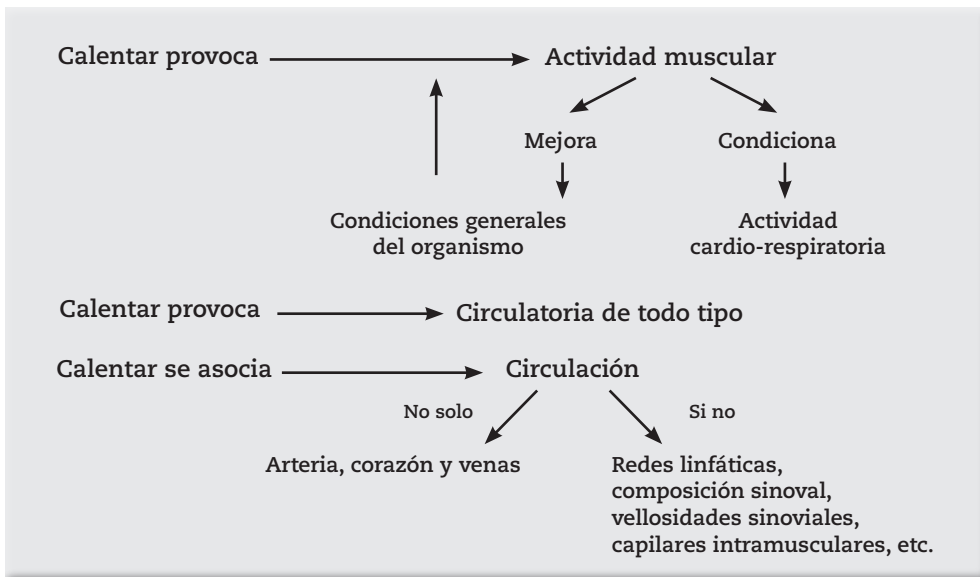 Calentar provoca Actividad muscular
Mejora Condiciona
Condiciones generales
del organismo
Actividad
cardio-respiratoria
Calentar provoca Circulatoria de todo tipo
Calentar se asocia Circulación
No solo Si no
Arteria, corazón y venas
Redes linfáticas,
composición sinoval,
vellosidades sinoviales,
capilares intramusculares, etc.